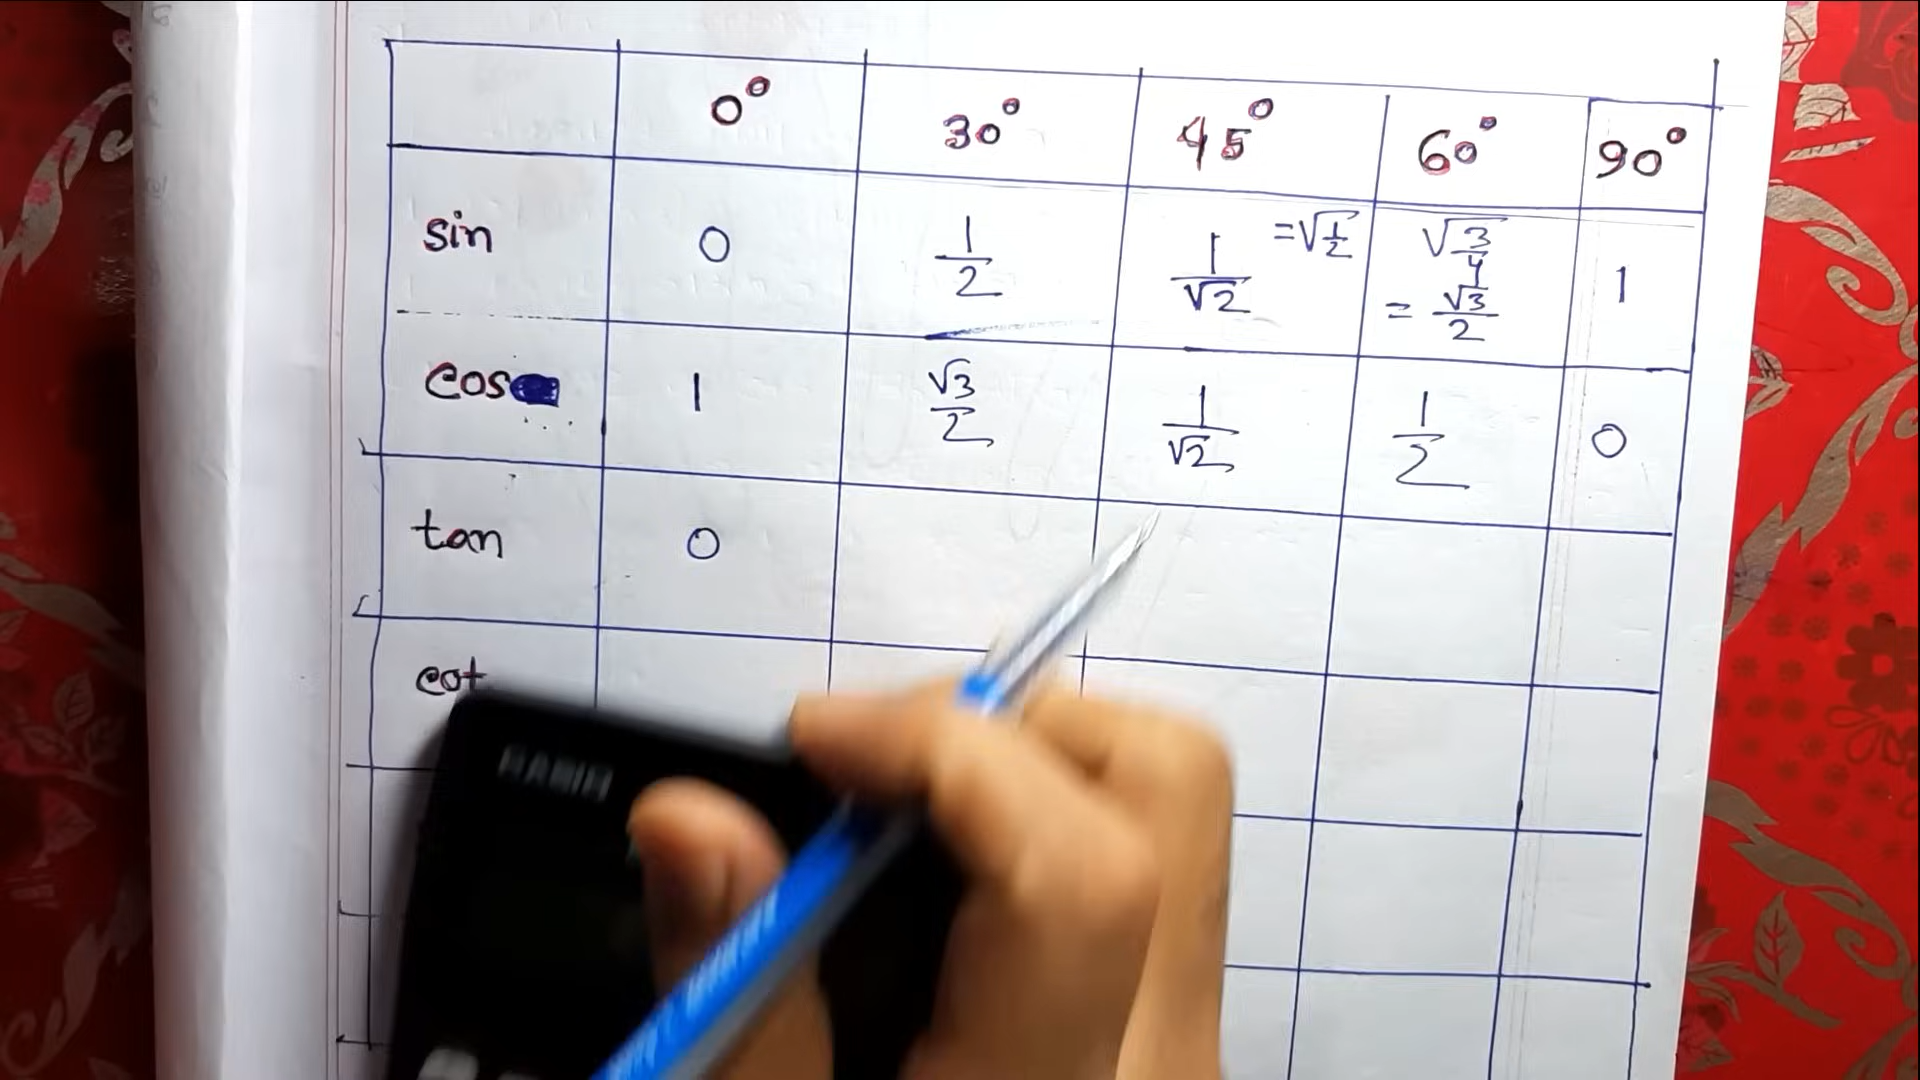 0° 30° 45° 60° 90°
sin 0 1/2 1/√2 =√1/2 √3/4 = √3/2 1
cos 1 √3/2 1/√2 1/2 0
tan 0
cot